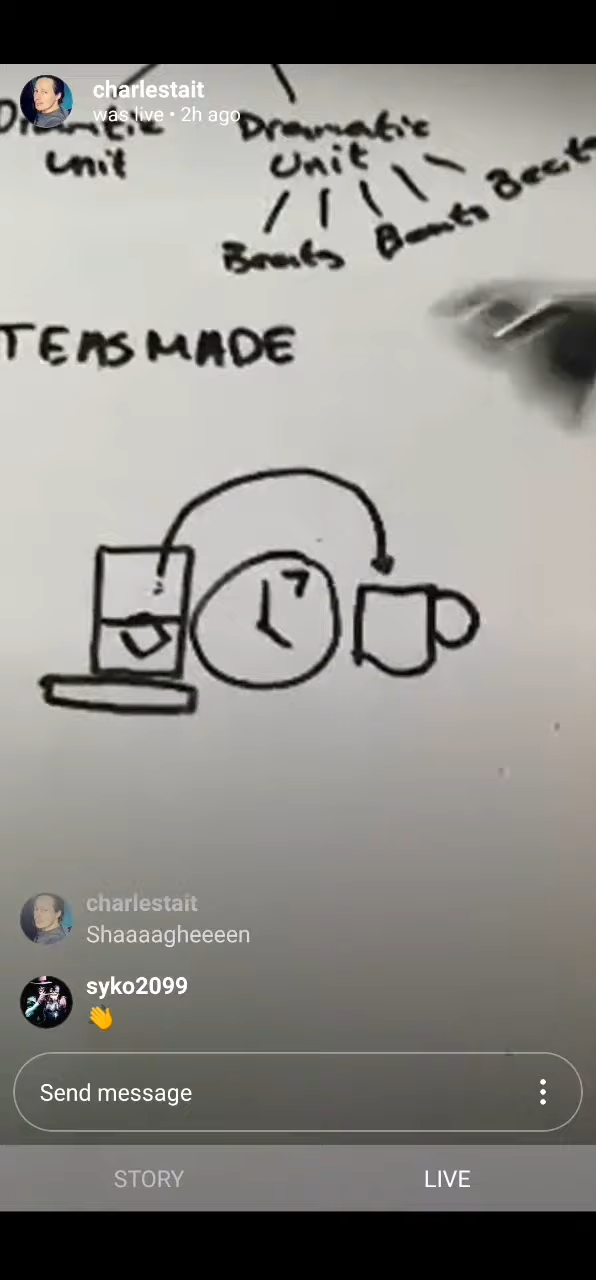 charlestait
was live • 2h ago
Dramatic Unit
Dramatic Unit
Beats
Beats
Beats
TEASMADE
7
charlestait
Shaaaagheeeen
syko2099
👋
Send message
STORY
LIVE